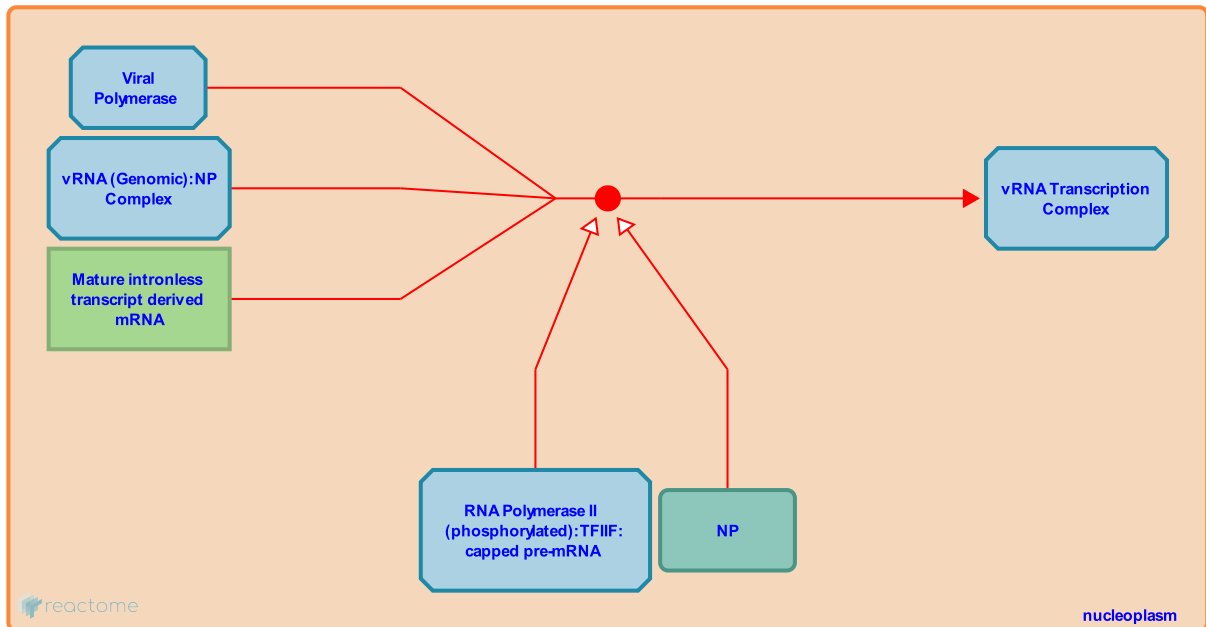 Viral
Polymerase
vRNA (Genomic):NP
Complex
Mature intronless
transcript derived
mRNA
vRNA Transcription
Complex
RNA Polymerase II
(phosphorylated):TFIIF:
capped pre-mRNA
NP
reactome
nucleoplasm